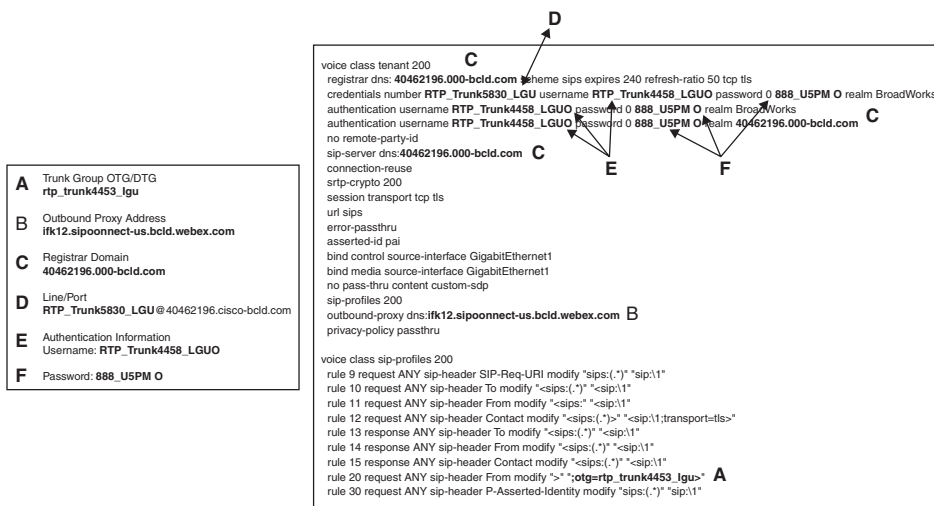 D
voice class tenant 200 C
registrar dns: 40462196.000-bcld.com scheme sips expires 240 refresh-ratio 50 tcp tls
credentials number RTP_Trunk5830_LGU username RTP_Trunk4458_LGUO password 0 888_U5PM O realm BroadWorks
authentication username RTP_Trunk4458_LGUO password 0 888_U5PM O realm BroadWorks
authentication username RTP_Trunk4458_LGUO password 0 888_U5PM O realm 40462196.000-bcld.com C
no remote-party-id
sip-server dns:40462196.000-bcld.com C
connection-reuse
E F
srtp-crypto 200
session transport tcp tls
url sips
error-passthru
asserted-id pai
bind control source-interface GigabitEthernet1
bind media source-interface GigabitEthernet1
no pass-thru content custom-sdp
sip-profiles 200
outbound-proxy dns:ifk12.sipoonnect-us.bcld.webex.com B
privacy-policy passthru
voice class sip-profiles 200
rule 9 request ANY sip-header SIP-Req-URI modify "sips:(.*)" "sip:\1"
rule 10 request ANY sip-header To modify "<sips:(.*)" "<sip:\1"
rule 11 request ANY sip-header From modify "<sips:" "<sip:\1"
rule 12 request ANY sip-header Contact modify "<sips:(.*)>" "<sip:\1;transport=tls>"
rule 13 response ANY sip-header To modify "<sips:(.*)" "<sip:\1"
rule 14 response ANY sip-header From modify "<sips:(.*)" "<sip:\1"
rule 15 response ANY sip-header Contact modify "<sips:(.*)" "<sip:\1"
rule 20 request ANY sip-header From modify ">" ";otg=rtp_trunk4453_lgu>" A
rule 30 request ANY sip-header P-Asserted-Identity modify "sips:(.*)" "sip:\1"
A Trunk Group OTG/DTG
rtp_trunk4453_lgu
B Outbound Proxy Address
ifk12.sipoonnect-us.bcld.webex.com
C Registrar Domain
40462196.000-bcld.com
D Line/Port
RTP_Trunk5830_LGU@40462196.cisco-bcld.com
E Authentication Information
Username: RTP_Trunk4458_LGUO
F Password: 888_U5PM O